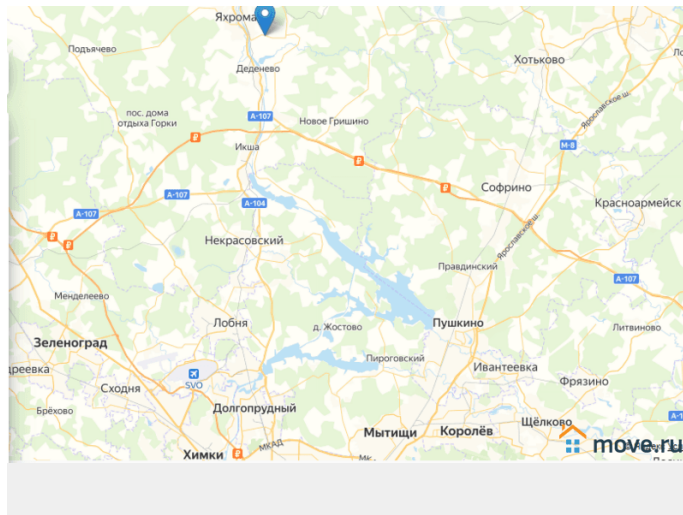 Яхрома
Подъячево
Хотьково
Деденево
пос. дома
отдыха Горки
А-107
Новое Гришино
Ярославское ш.
Икша
М-8
А-107
Софрино
А-107
А-104
Красноармейск
Некрасовский
Ярославское ш.
Правдинский
А-107
Менделеево
Лобня
д. Жостово
Пушкино
Литвиново
Зеленоград
Пироговский
Ивантеевка
SVO
Сходня
Фрязино
Брёхово
Долгопрудный
Щёлково
Мытищи
Королёв
МКАД
Химки
move.ru